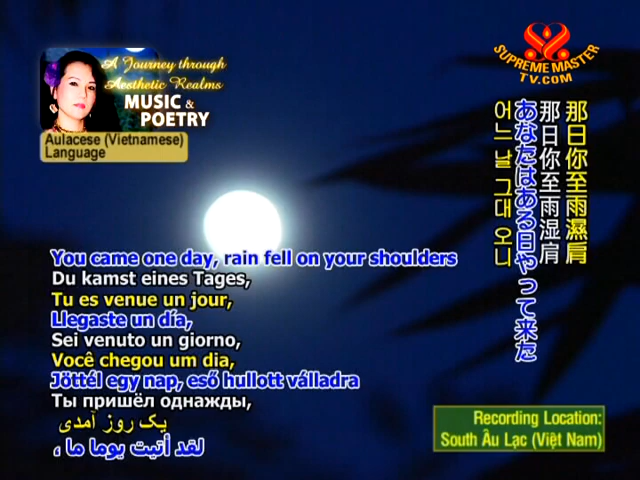 A Journey through
Aesthetic Realms
MUSIC &
POETRY
Aulacese (Vietnamese)
Language
SUPREME MASTER
TV.COM
那日你至雨濕肩
那日你至雨湿肩
あなたはある日やって来た
어느 날 그대 오니
You came one day, rain fell on your shoulders
Du kamst eines Tages,
Tu es venue un jour,
Llegaste un día,
Sei venuto un giorno,
Você chegou um dia,
Jöttél egy nap, eső hullott válladra
Ты пришёл однажды,
یک روز آمدی
لقد أتيت يوما ما ،
Recording Location:
South Âu Lạc (Việt Nam)